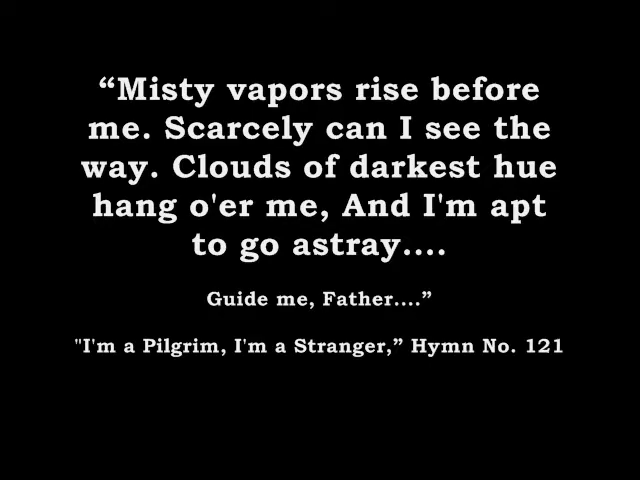 “Misty vapors rise before
me. Scarcely can I see the
way. Clouds of darkest hue
hang o'er me, And I'm apt
to go astray....
Guide me, Father....”
"I'm a Pilgrim, I'm a Stranger,” Hymn No. 121